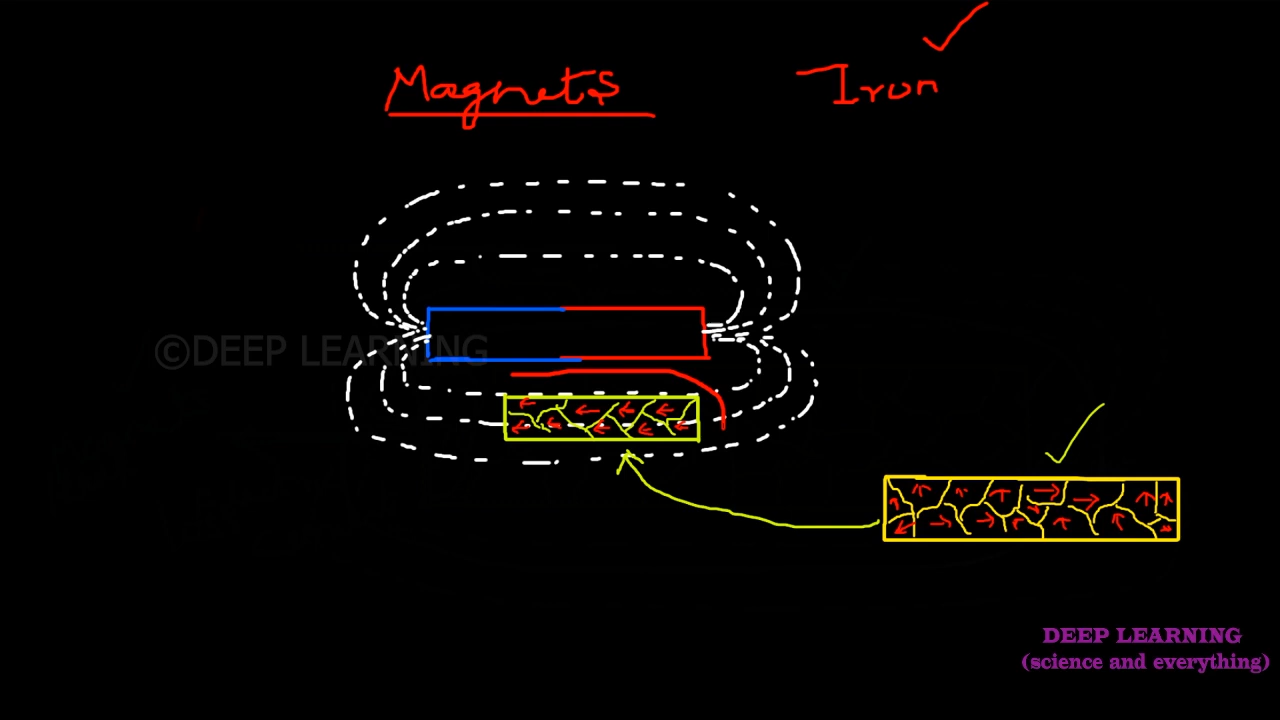 Magnets
Iron
©DEEP LEARNING
DEEP LEARNING
(science and everything)